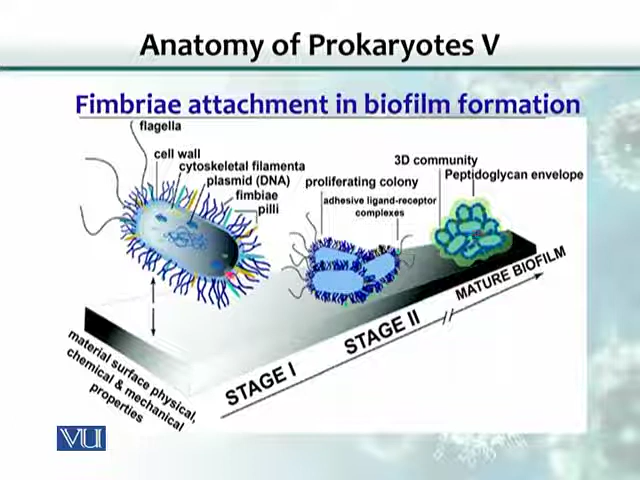 Anatomy of Prokaryotes V
Fimbriae attachment in biofilm formation
flagella
cell wall
cytoskeletal filamenta
plasmid (DNA)
fimbiae
pilli
proliferating colony
adhesive ligand-receptor
complexes
3D community
Peptidoglycan envelope
material surface physical,
chemical & mechanical
properties
STAGE I
STAGE II
MATURE BIOFILM
VU